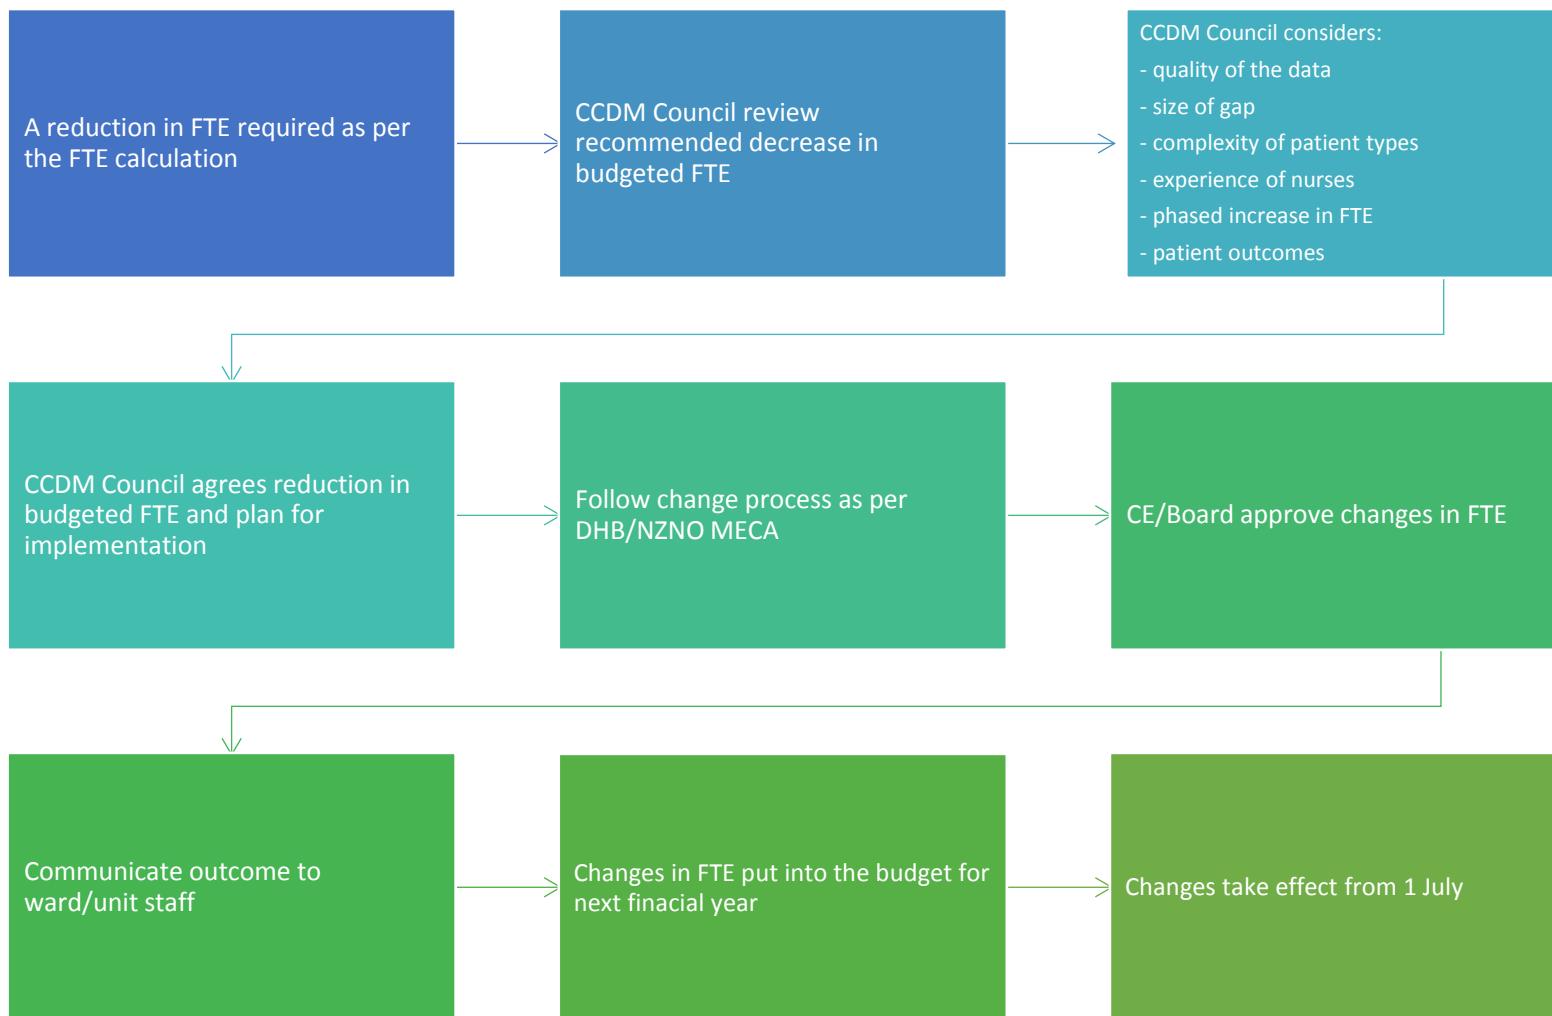 A reduction in FTE required as per
the FTE calculation
CCDM Council review
recommended decrease in
budgeted FTE
CCDM Council considers:
- quality of the data
- size of gap
- complexity of patient types
- experience of nurses
- phased increase in FTE
- patient outcomes
CCDM Council agrees reduction in
budgeted FTE and plan for
implementation
Follow change process as per
DHB/NZNO MECA
CE/Board approve changes in FTE
Communicate outcome to
ward/unit staff
Changes in FTE put into the budget for
next finacial year
Changes take effect from 1 July